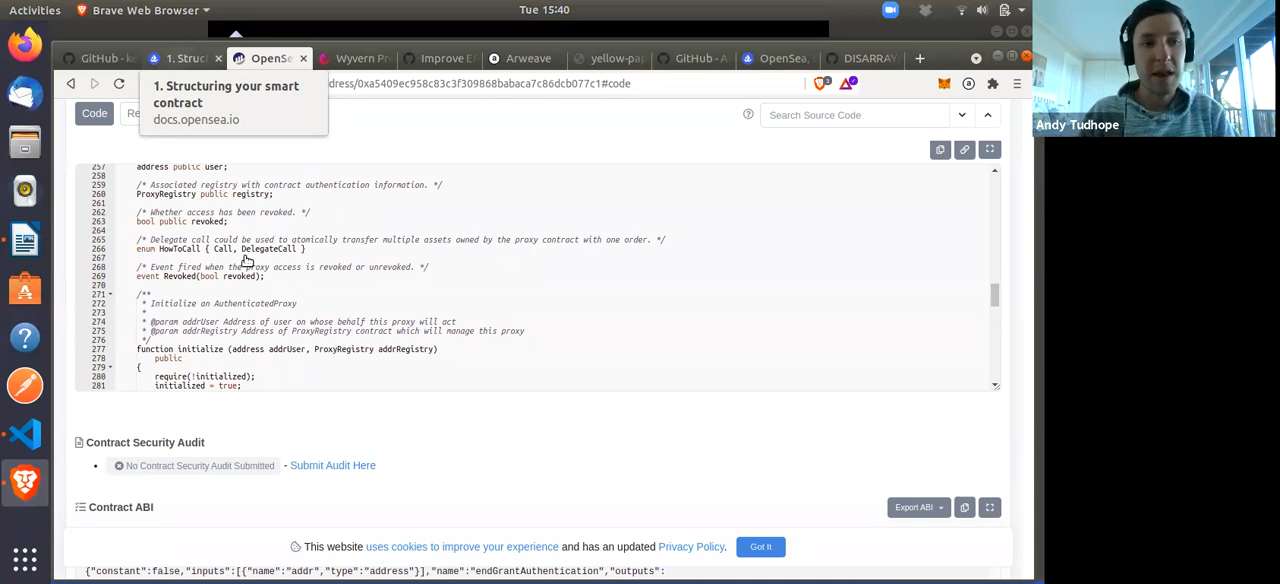 Activities
Brave Web Browser
Tue 15:40
GitHub - ke
1. Struct
OpenSe
Wyvern Pr
Improve E
Arweave
yellow-pap
GitHub - A
OpenSea,
DISARRAY
1. Structuring your smart
contract
docs.opensea.io
dress/0xa5409ec958c83c3f309868babaca7c86dcb077c1#code
Andy Tudhope
Code
Re
Search Source Code
257 address public user;
258
259 /* Associated registry with contract authentication information. */
260 ProxyRegistry public registry;
261
262 /* Whether access has been revoked. */
263 bool public revoked;
264
265 /* Delegate call could be used to atomically transfer multiple assets owned by the proxy contract with one order. */
266 enum HowToCall { Call, DelegateCall }
267
268 /* Event fired when the proxy access is revoked or unrevoked. */
269 event Revoked(bool revoked);
270
271 /**
272 * Initialize an AuthenticatedProxy
273 *
274 * @param addrUser Address of user on whose behalf this proxy will act
275 * @param addrRegistry Address of ProxyRegistry contract which will manage this proxy
276 */
277 function initialize (address addrUser, ProxyRegistry addrRegistry)
278 public
279 {
280 require(!initialized);
281 initialized = true;
Contract Security Audit
No Contract Security Audit Submitted - Submit Audit Here
Contract ABI
Export ABI
This website uses cookies to improve your experience and has an updated Privacy Policy.
Got It
{"constant":false,"inputs":[{"name":"addr","type":"address"}],"name":"endGrantAuthentication","outputs":